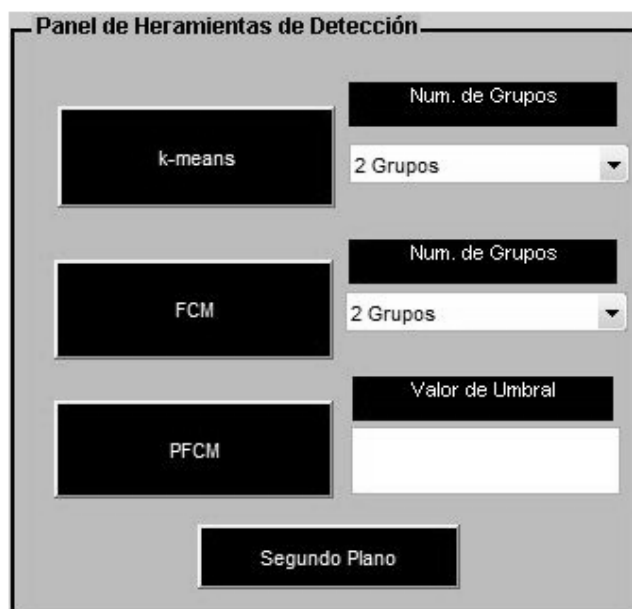 Panel de Heramientas de Detección
Num. de Grupos
k-means
2 Grupos
Num. de Grupos
FCM
2 Grupos
Valor de Umbral
PFCM
Segundo Plano